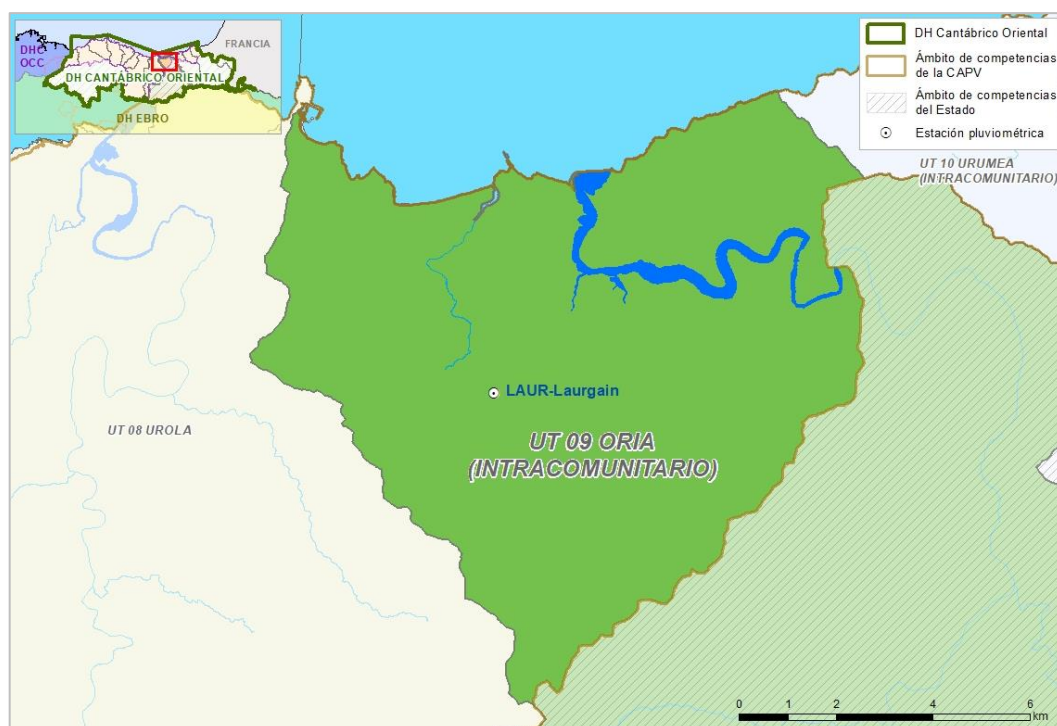 DHC
OCC
FRANCIA
DH CANTÁBRICO ORIENTAL
DH EBRO
DH Cantábrico Oriental
Ámbito de competencias
de la CAPV
Ámbito de competencias
del Estado
Estación pluviométrica
UT 10 URUMEA
(INTRACOMUNITARIO)
LAUR-Laurgain
UT 08 UROLA
UT 09 ORIA
(INTRACOMUNITARIO)
0 1 2 4 6
km